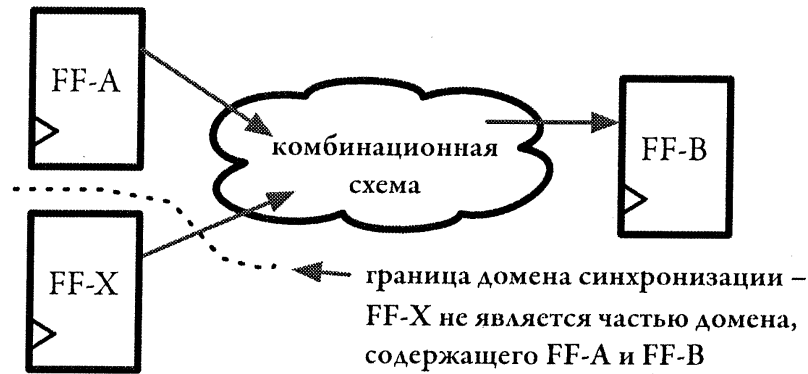 FF-A
комбинационная
схема
FF-B
FF-X
граница домена синхронизации –
FF-X не является частью домена,
содержащего FF-A и FF-B